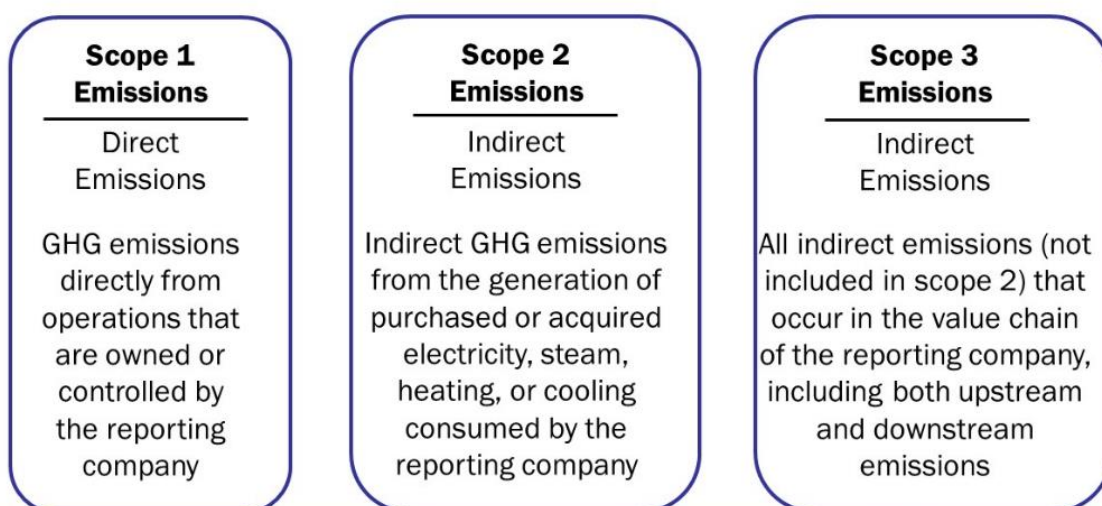 Scope 1
Emissions
Direct
Emissions
GHG emissions
directly from
operations that
are owned or
controlled by
the reporting
company
Scope 2
Emissions
Indirect
Emissions
Indirect GHG emissions
from the generation of
purchased or acquired
electricity, steam,
heating, or cooling
consumed by the
reporting company
Scope 3
Emissions
Indirect
Emissions
All indirect emissions (not
included in scope 2) that
occur in the value chain
of the reporting company,
including both upstream
and downstream
emissions